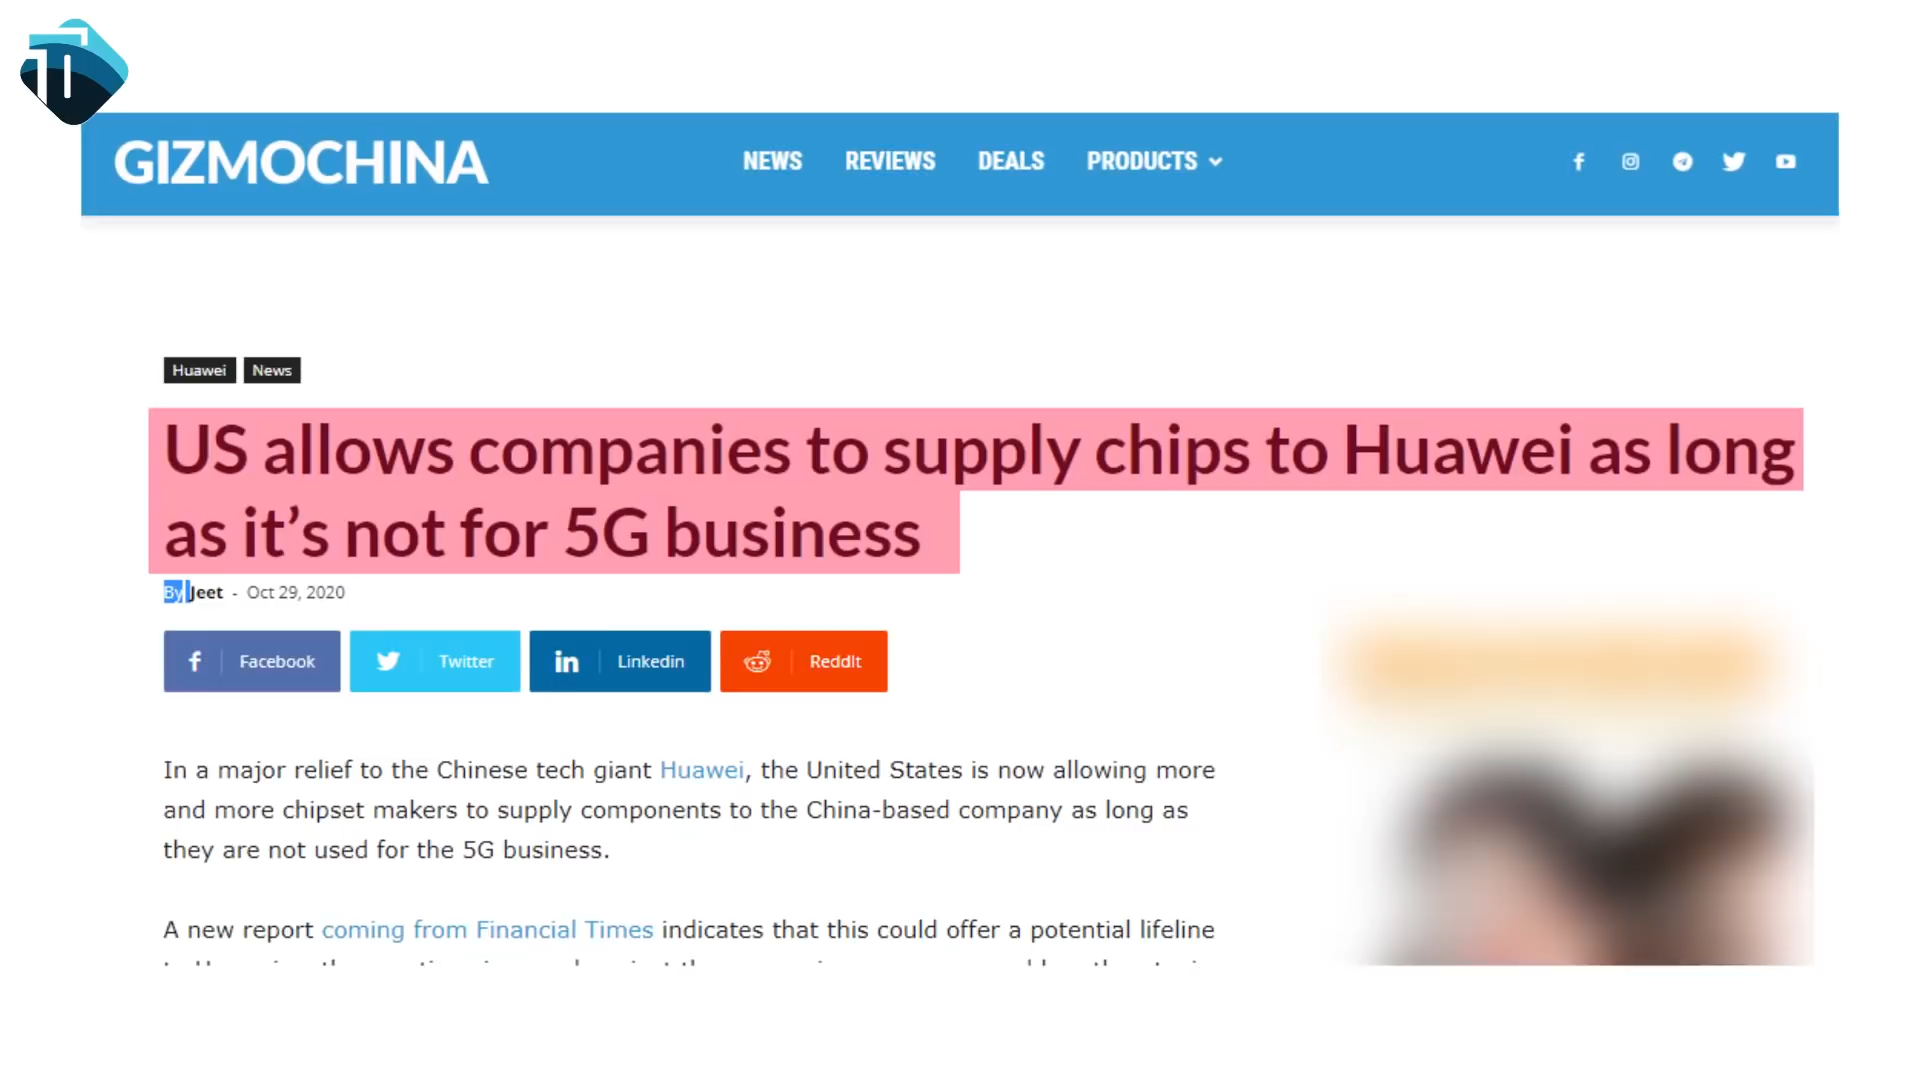 GIZMOCHINA
NEWS REVIEWS DEALS PRODUCTS
Huawei News
US allows companies to supply chips to Huawei as long
as it’s not for 5G business
By Jeet - Oct 29, 2020
Facebook Twitter Linkedin ReddIt
In a major relief to the Chinese tech giant Huawei, the United States is now allowing more
and more chipset makers to supply components to the China-based company as long as
they are not used for the 5G business.
A new report coming from Financial Times indicates that this could offer a potential lifeline